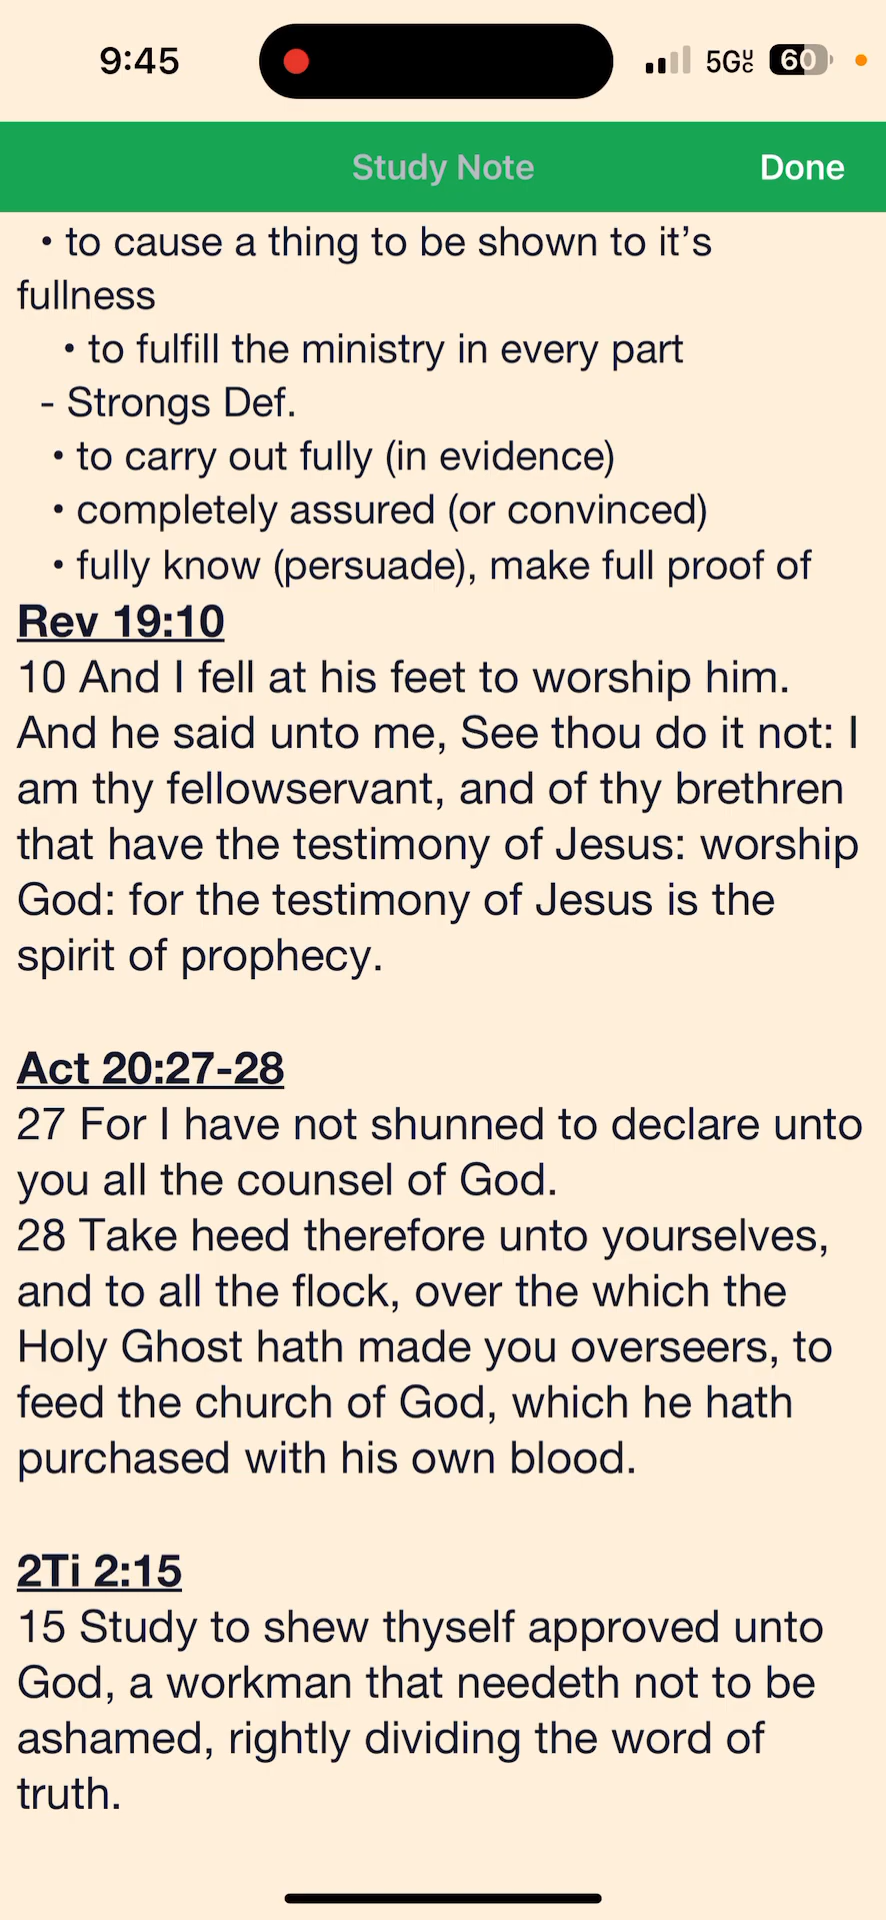 9:45
5GUC 60
Study Note
Done
• to cause a thing to be shown to it’s
fullness
• to fulfill the ministry in every part
- Strongs Def.
• to carry out fully (in evidence)
• completely assured (or convinced)
• fully know (persuade), make full proof of
Rev 19:10
10 And I fell at his feet to worship him.
And he said unto me, See thou do it not: I
am thy fellowservant, and of thy brethren
that have the testimony of Jesus: worship
God: for the testimony of Jesus is the
spirit of prophecy.
Act 20:27-28
27 For I have not shunned to declare unto
you all the counsel of God.
28 Take heed therefore unto yourselves,
and to all the flock, over the which the
Holy Ghost hath made you overseers, to
feed the church of God, which he hath
purchased with his own blood.
2Ti 2:15
15 Study to shew thyself approved unto
God, a workman that needeth not to be
ashamed, rightly dividing the word of
truth.